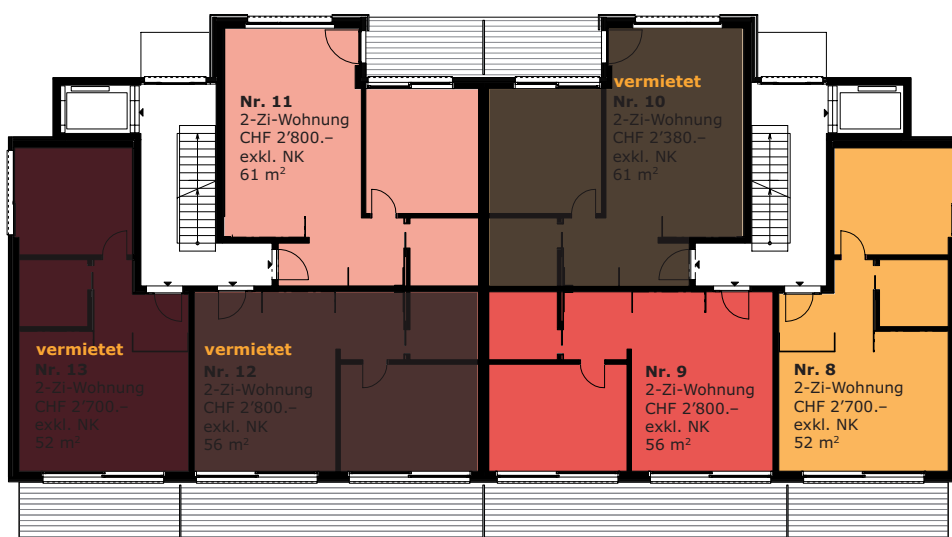 Nr. 11
2-Zi-Wohnung
CHF 2’800.–
exkl. NK
61 m²
vermietet
Nr. 10
2-Zi-Wohnung
CHF 2’380.–
exkl. NK
61 m²
vermietet
Nr. 13
2-Zi-Wohnung
CHF 2’700.–
exkl. NK
52 m²
vermietet
Nr. 12
2-Zi-Wohnung
CHF 2’800.–
exkl. NK
56 m²
Nr. 9
2-Zi-Wohnung
CHF 2’800.–
exkl. NK
56 m²
Nr. 8
2-Zi-Wohnung
CHF 2’700.–
exkl. NK
52 m²